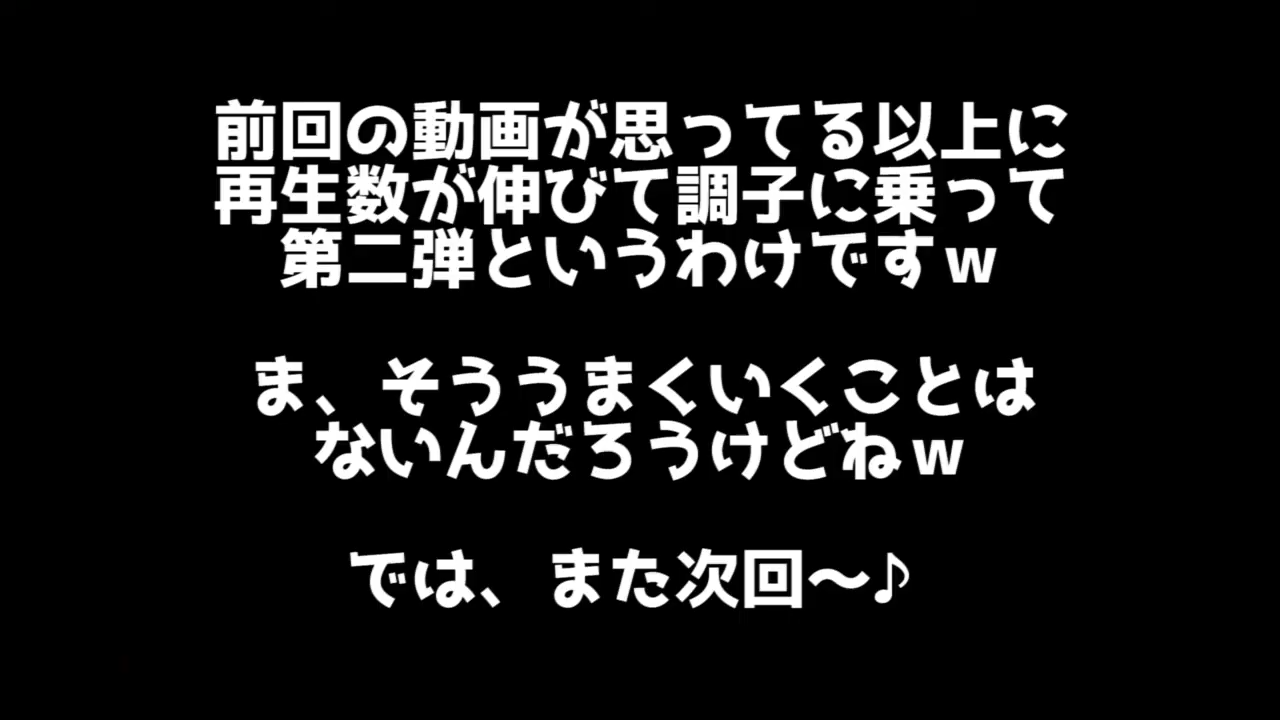 前回の動画が思ってる以上に
再生数が伸びて調子に乗って
第二弾というわけですｗ
ま、そううまくいくことは
ないんだろうけどねｗ
では、また次回～♪